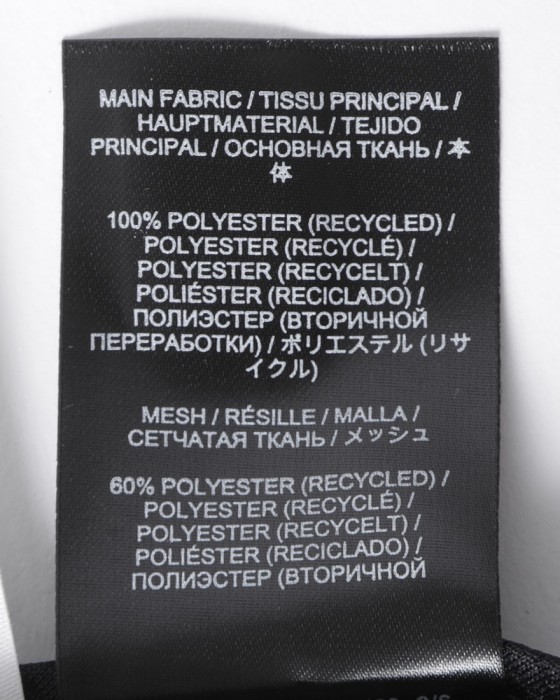 MAIN FABRIC / TISSU PRINCIPAL /
HAUPTMATERIAL / TEJIDO
PRINCIPAL / ОСНОВНАЯ ТКАНЬ / 本
体
100% POLYESTER (RECYCLED) /
POLYESTER (RECYCLÉ) /
POLYESTER (RECYCELT) /
POLIÉSTER (RECICLADO) /
ПОЛИЭСТЕР (ВТОРИЧНОЙ
ПЕРЕРАБОТКИ) / ポリエステル (リサ
イクル)
MESH / RÉSILLE / MALLA /
СЕТЧАТАЯ ТКАНЬ / メッシュ
60% POLYESTER (RECYCLED) /
POLYESTER (RECYCLÉ) /
POLYESTER (RECYCELT) /
POLIÉSTER (RECICLADO) /
ПОЛИЭСТЕР (ВТОРИЧНОЙ